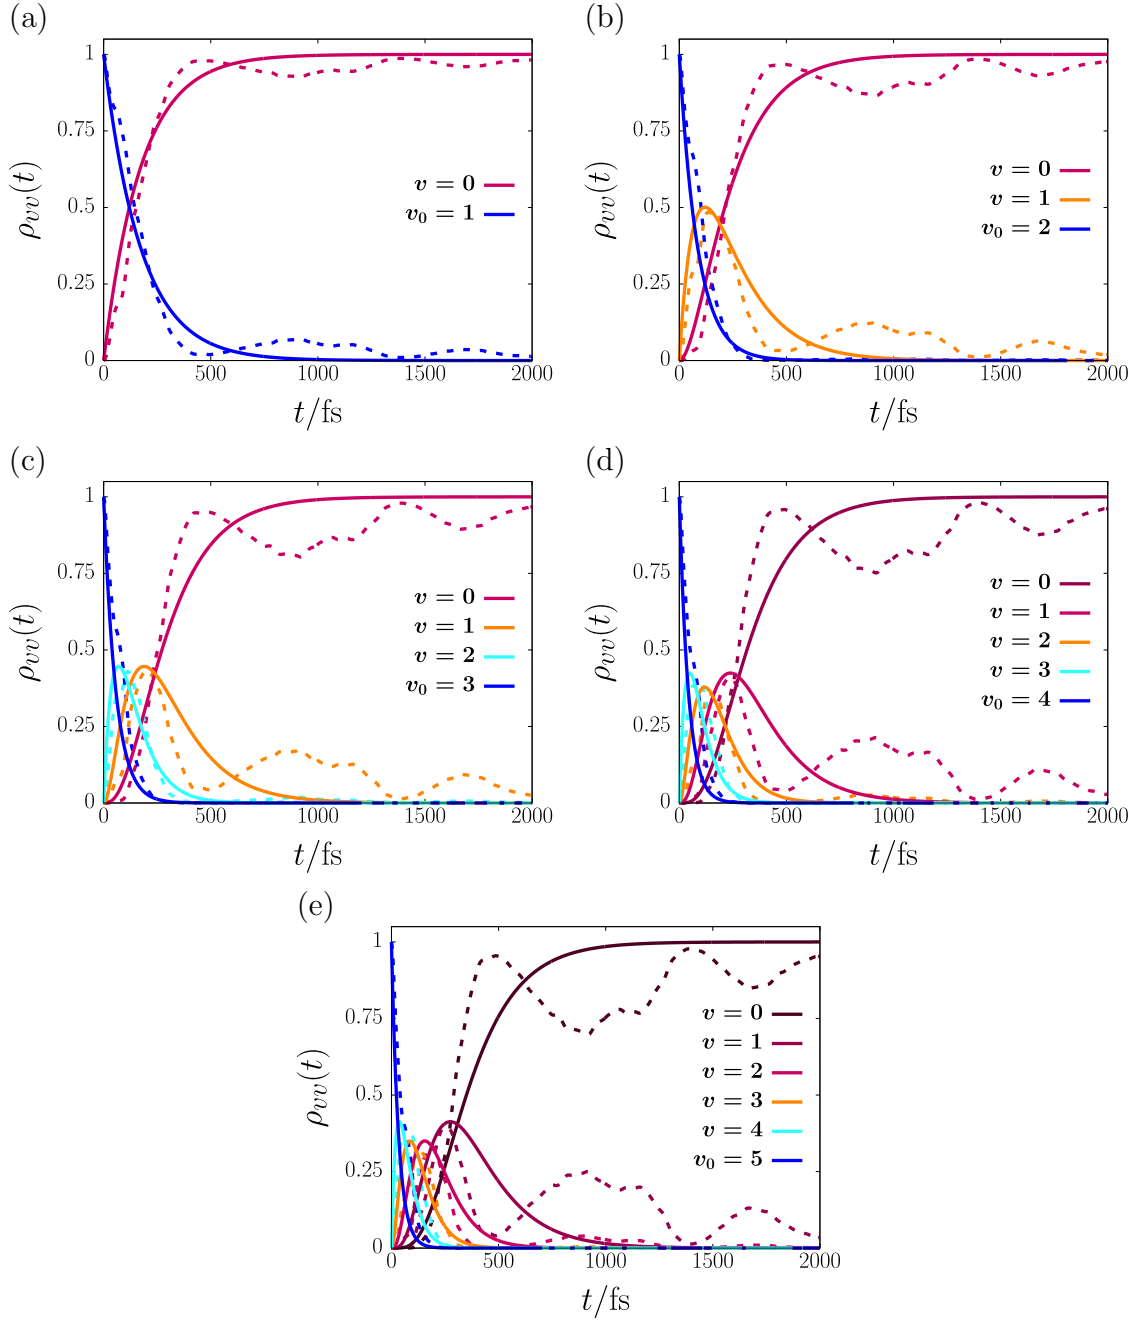 (a)
1
0.75
0.5
0.25
0
ρvv(t)
v = 0
v₀ = 1
0 500 1000 1500 2000
t/fs
(b)
1
0.75
0.5
0.25
0
ρvv(t)
v = 0
v = 1
v₀ = 2
0 500 1000 1500 2000
t/fs
(c)
1
0.75
0.5
0.25
0
ρvv(t)
v = 0
v = 1
v = 2
v₀ = 3
0 500 1000 1500 2000
t/fs
(d)
1
0.75
0.5
0.25
0
ρvv(t)
v = 0
v = 1
v = 2
v = 3
v₀ = 4
0 500 1000 1500 2000
t/fs
(e)
1
0.75
0.5
0.25
0
ρvv(t)
v = 0
v = 1
v = 2
v = 3
v = 4
v₀ = 5
0 500 1000 1500 2000
t/fs